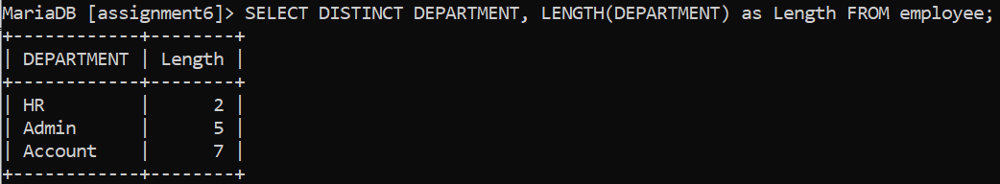 MariaDB [assignment6]> SELECT DISTINCT DEPARTMENT, LENGTH(DEPARTMENT) as Length FROM employee;
+------------+--------+
| DEPARTMENT | Length |
+------------+--------+
| HR         |      2 |
| Admin      |      5 |
| Account    |      7 |
+------------+--------+